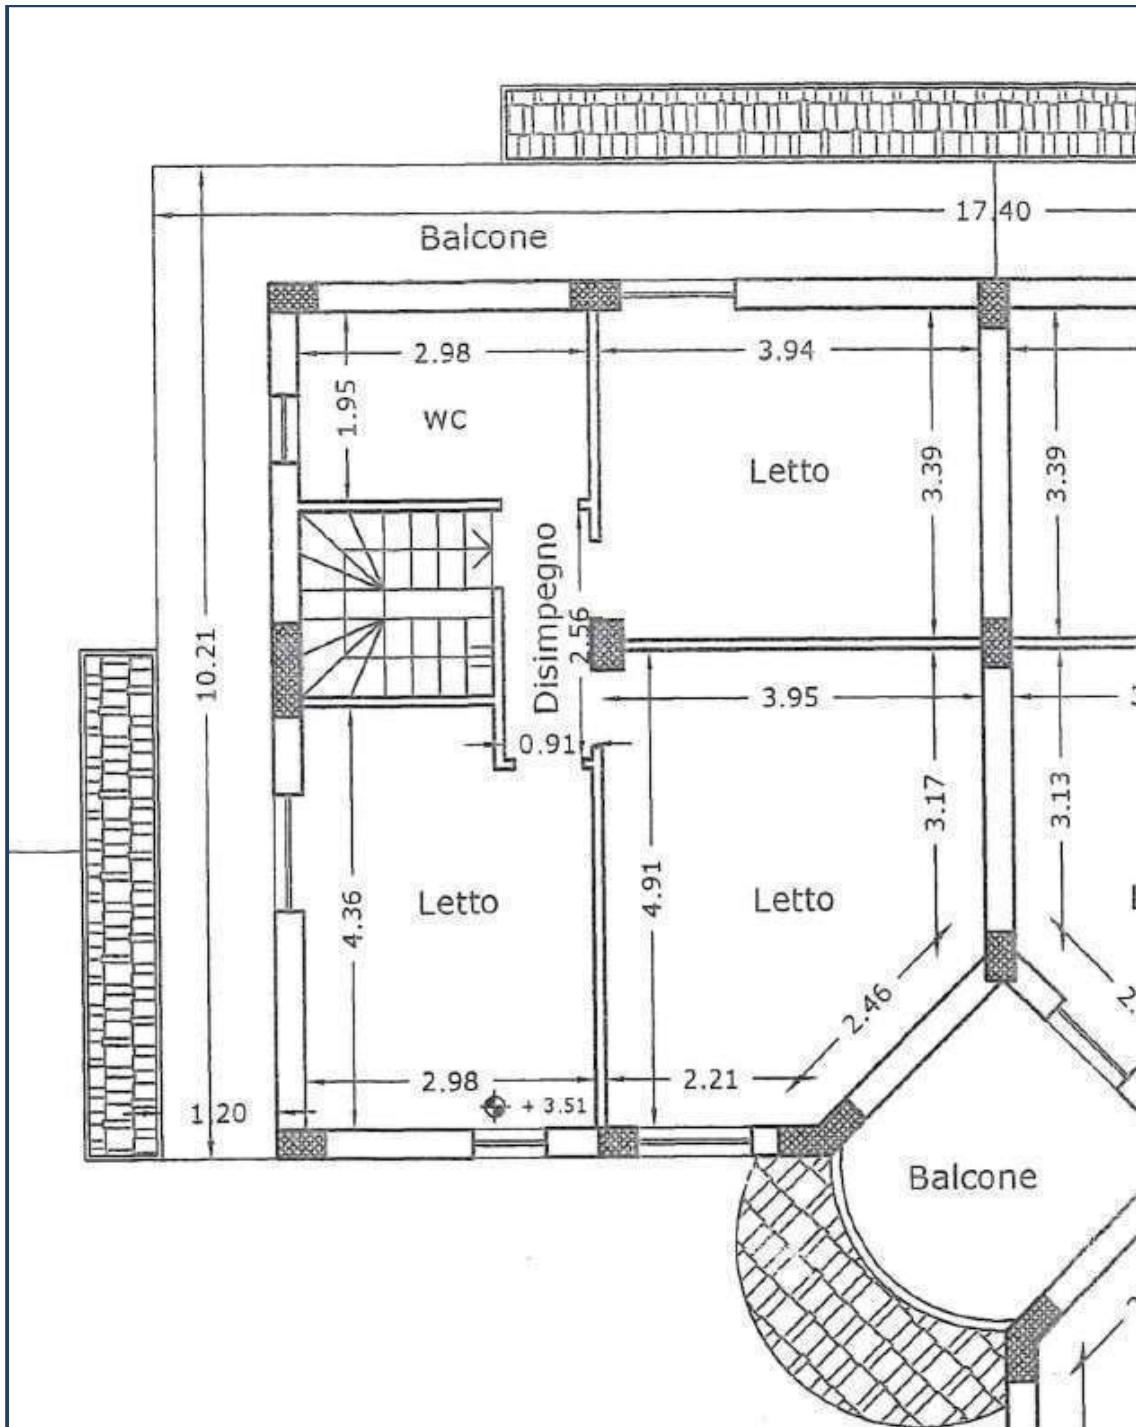 17.40
Balcone
2.98
3.94
1.95
WC
Letto
3.39
3.39
Disimpegno
2.56
10.21
3.95
0.91
3.17
3.13
4.36
Letto
4.91
Letto
2.46
2.98
2.21
1.20
+ 3.51
Balcone